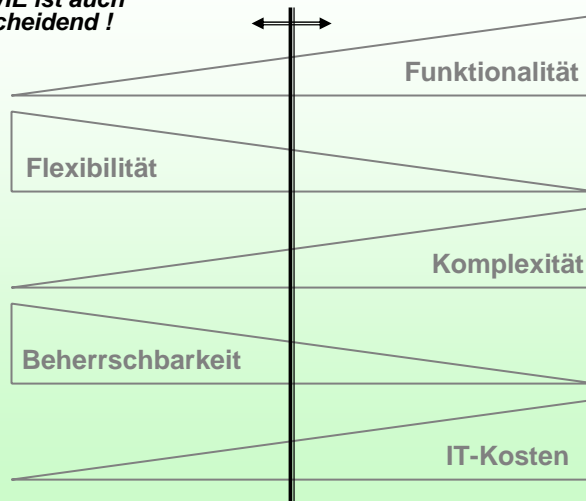 ist auch
!
Funktionalität
Flexibilität
Komplexität
Beherrschbarkeit
IT-Kosten